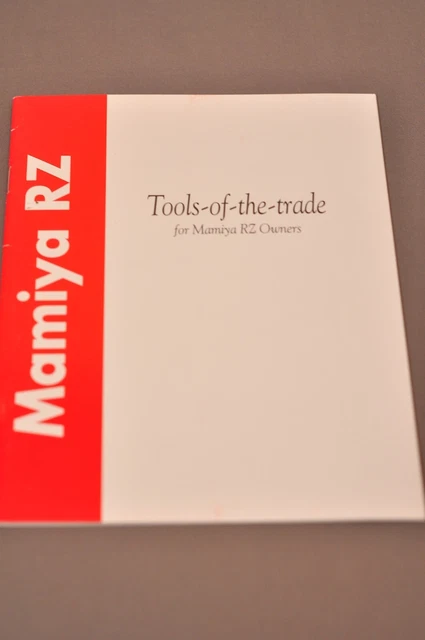 Mamiya RZ
Tools-of-the-trade
for Mamiya RZ Owners